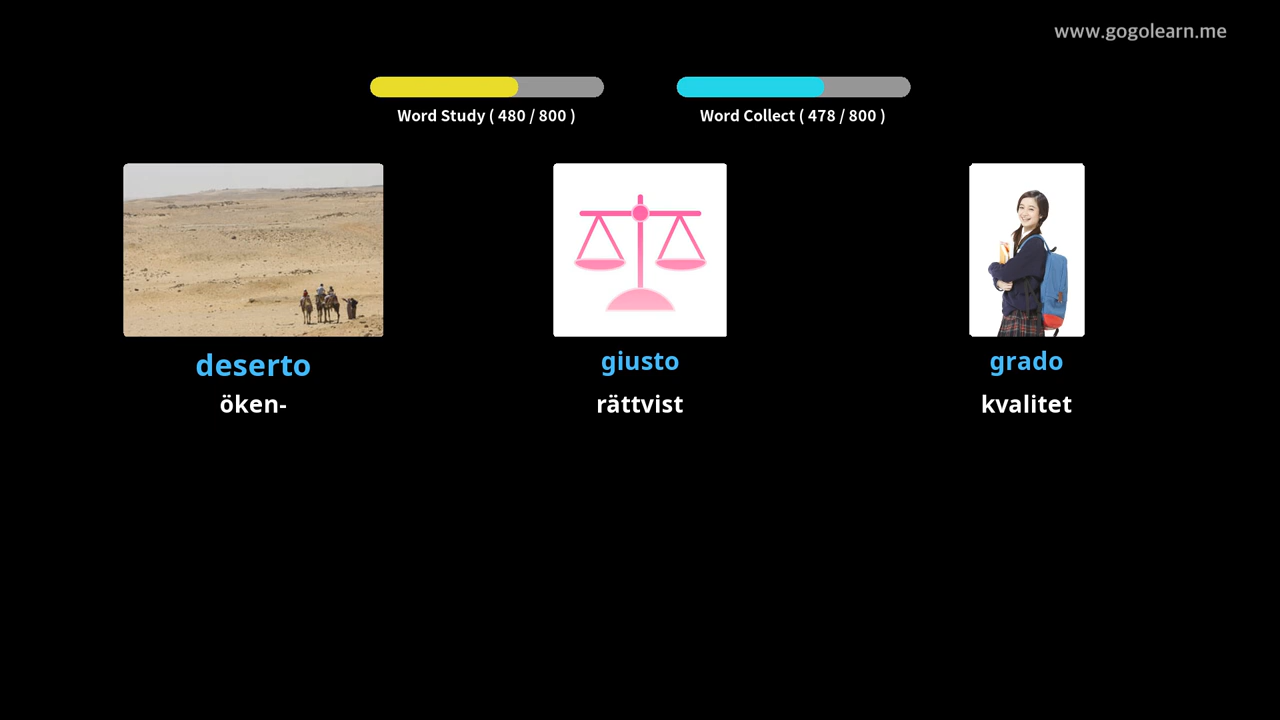 www.gogolearn.me
Word Study ( 480 / 800 )
Word Collect ( 478 / 800 )
deserto
giusto
grado
öken-
rättvist
kvalitet